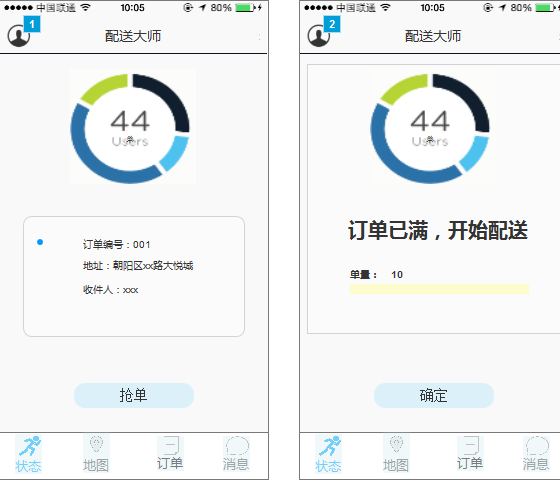 中国联通 10:05 80%
1
配送大师
44
Users
单
订单编号：001
地址：朝阳区xx路大悦城
收件人：xxx
抢单
状态 地图 订单 消息
中国联通 10:05 80%
2
配送大师
44
Users
单
订单已满，开始配送
单量： 10
确定
状态 地图 订单 消息